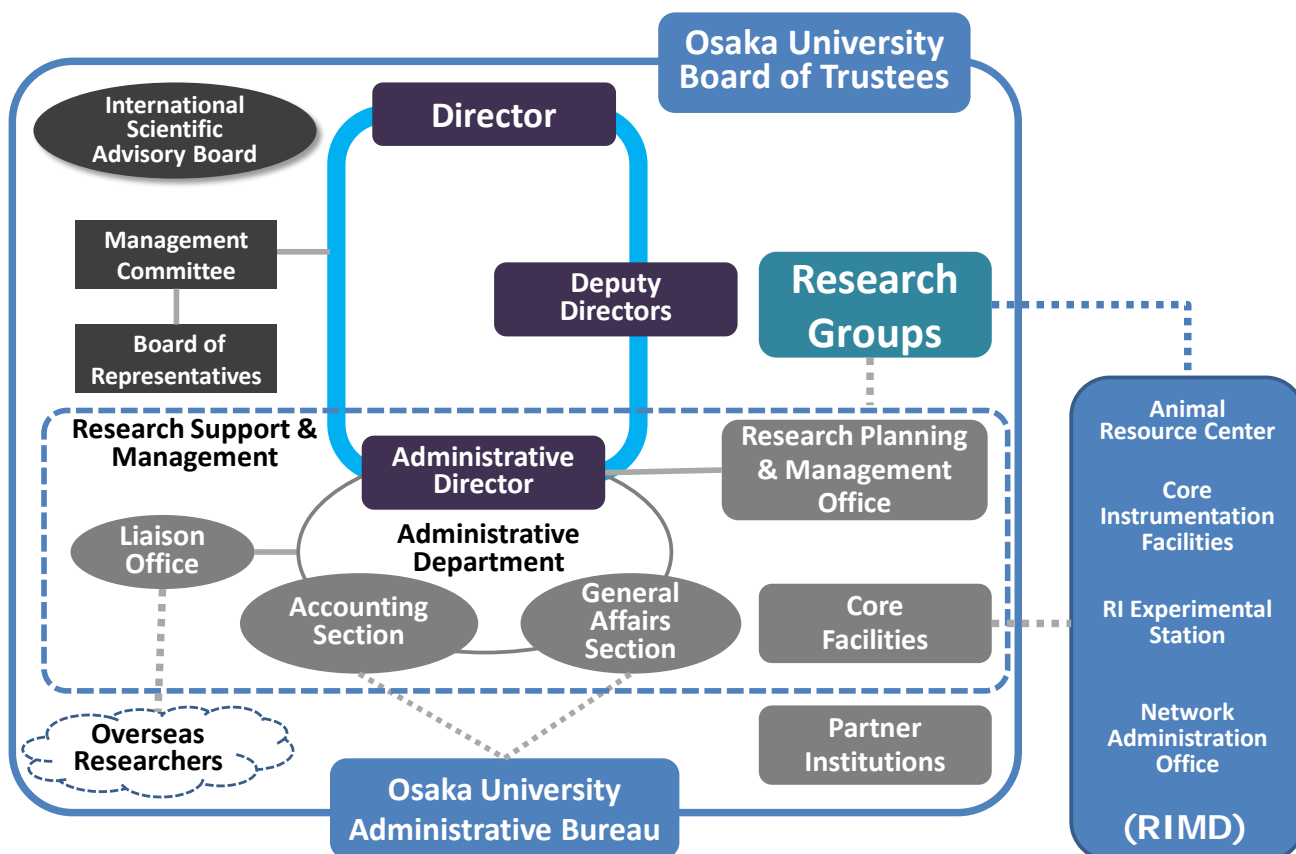 Osaka University
Board of Trustees
International
Scientific
Advisory Board
Director
Management
Committee
Deputy
Directors
Research
Groups
Board of
Representatives
Research Support &
Management
Administrative
Director
Research Planning
& Management
Office
Animal
Resource Center
Core
Instrumentation
Facilities
Liaison
Office
Administrative
Department
Accounting
Section
General
Affairs
Section
Core
Facilities
RI Experimental
Station
Overseas
Researchers
Partner
Institutions
Network
Administration
Office
Osaka University
Administrative Bureau
(RIMD)